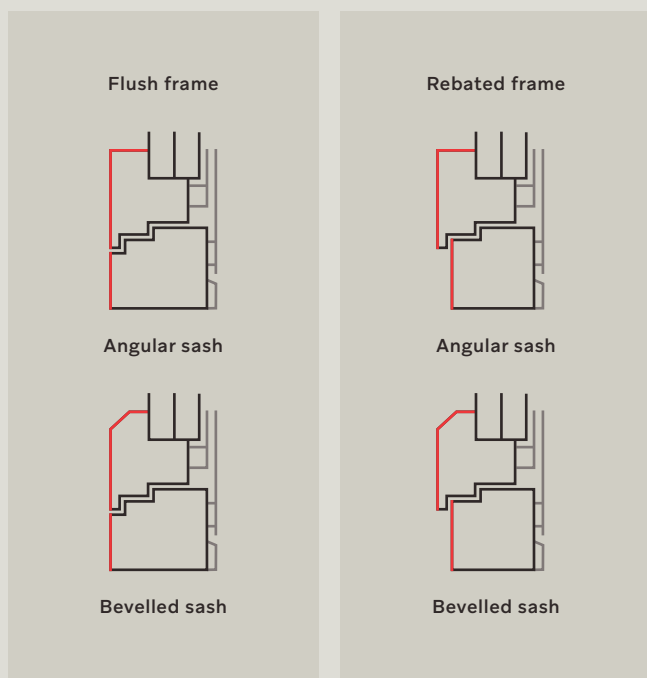 Flush frame
Angular sash
Bevelled sash
Rebated frame
Angular sash
Bevelled sash